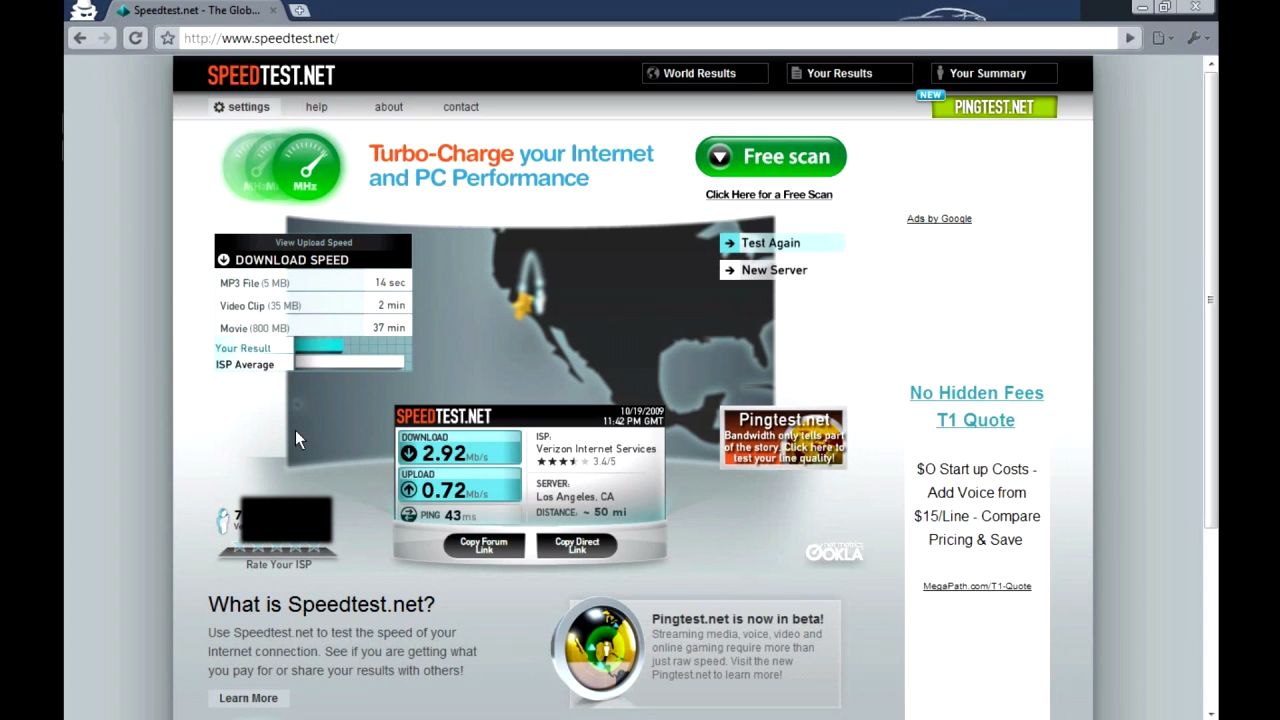 Speedtest.net - The Glob...
http://www.speedtest.net/
SPEEDTEST.NET
World Results
Your Results
Your Summary
settings
help
about
contact
NEW
PINGTEST.NET
MHz
Turbo-Charge your Internet
and PC Performance
Free scan
Click Here for a Free Scan
Ads by Google
View Upload Speed
DOWNLOAD SPEED
MP3 File (5 MB) 14 sec
Video Clip (35 MB) 2 min
Movie (800 MB) 37 min
Your Result
ISP Average
Test Again
New Server
SPEEDTEST.NET
10/19/2009
11:42 PM GMT
DOWNLOAD
2.92 Mb/s
UPLOAD
0.72 Mb/s
PING 43 ms
ISP:
Verizon Internet Services
3.4/5
SERVER:
Los Angeles, CA
DISTANCE: ~ 50 mi
Copy Forum
Link
Copy Direct
Link
Pingtest.net
Bandwidth only tells part
of the story. Click here to
test your line quality!
No Hidden Fees
T1 Quote
$0 Start up Costs -
Add Voice from
$15/Line - Compare
Pricing & Save
MegaPath.com/T1-Quote
7
Rate Your ISP
net metrics
OOKLA
What is Speedtest.net?
Use Speedtest.net to test the speed of your
Internet connection. See if you are getting what
you pay for or share your results with others!
Learn More
Pingtest.net is now in beta!
Streaming media, voice, video and
online gaming require more than
just raw speed. Visit the new
Pingtest.net to learn more!